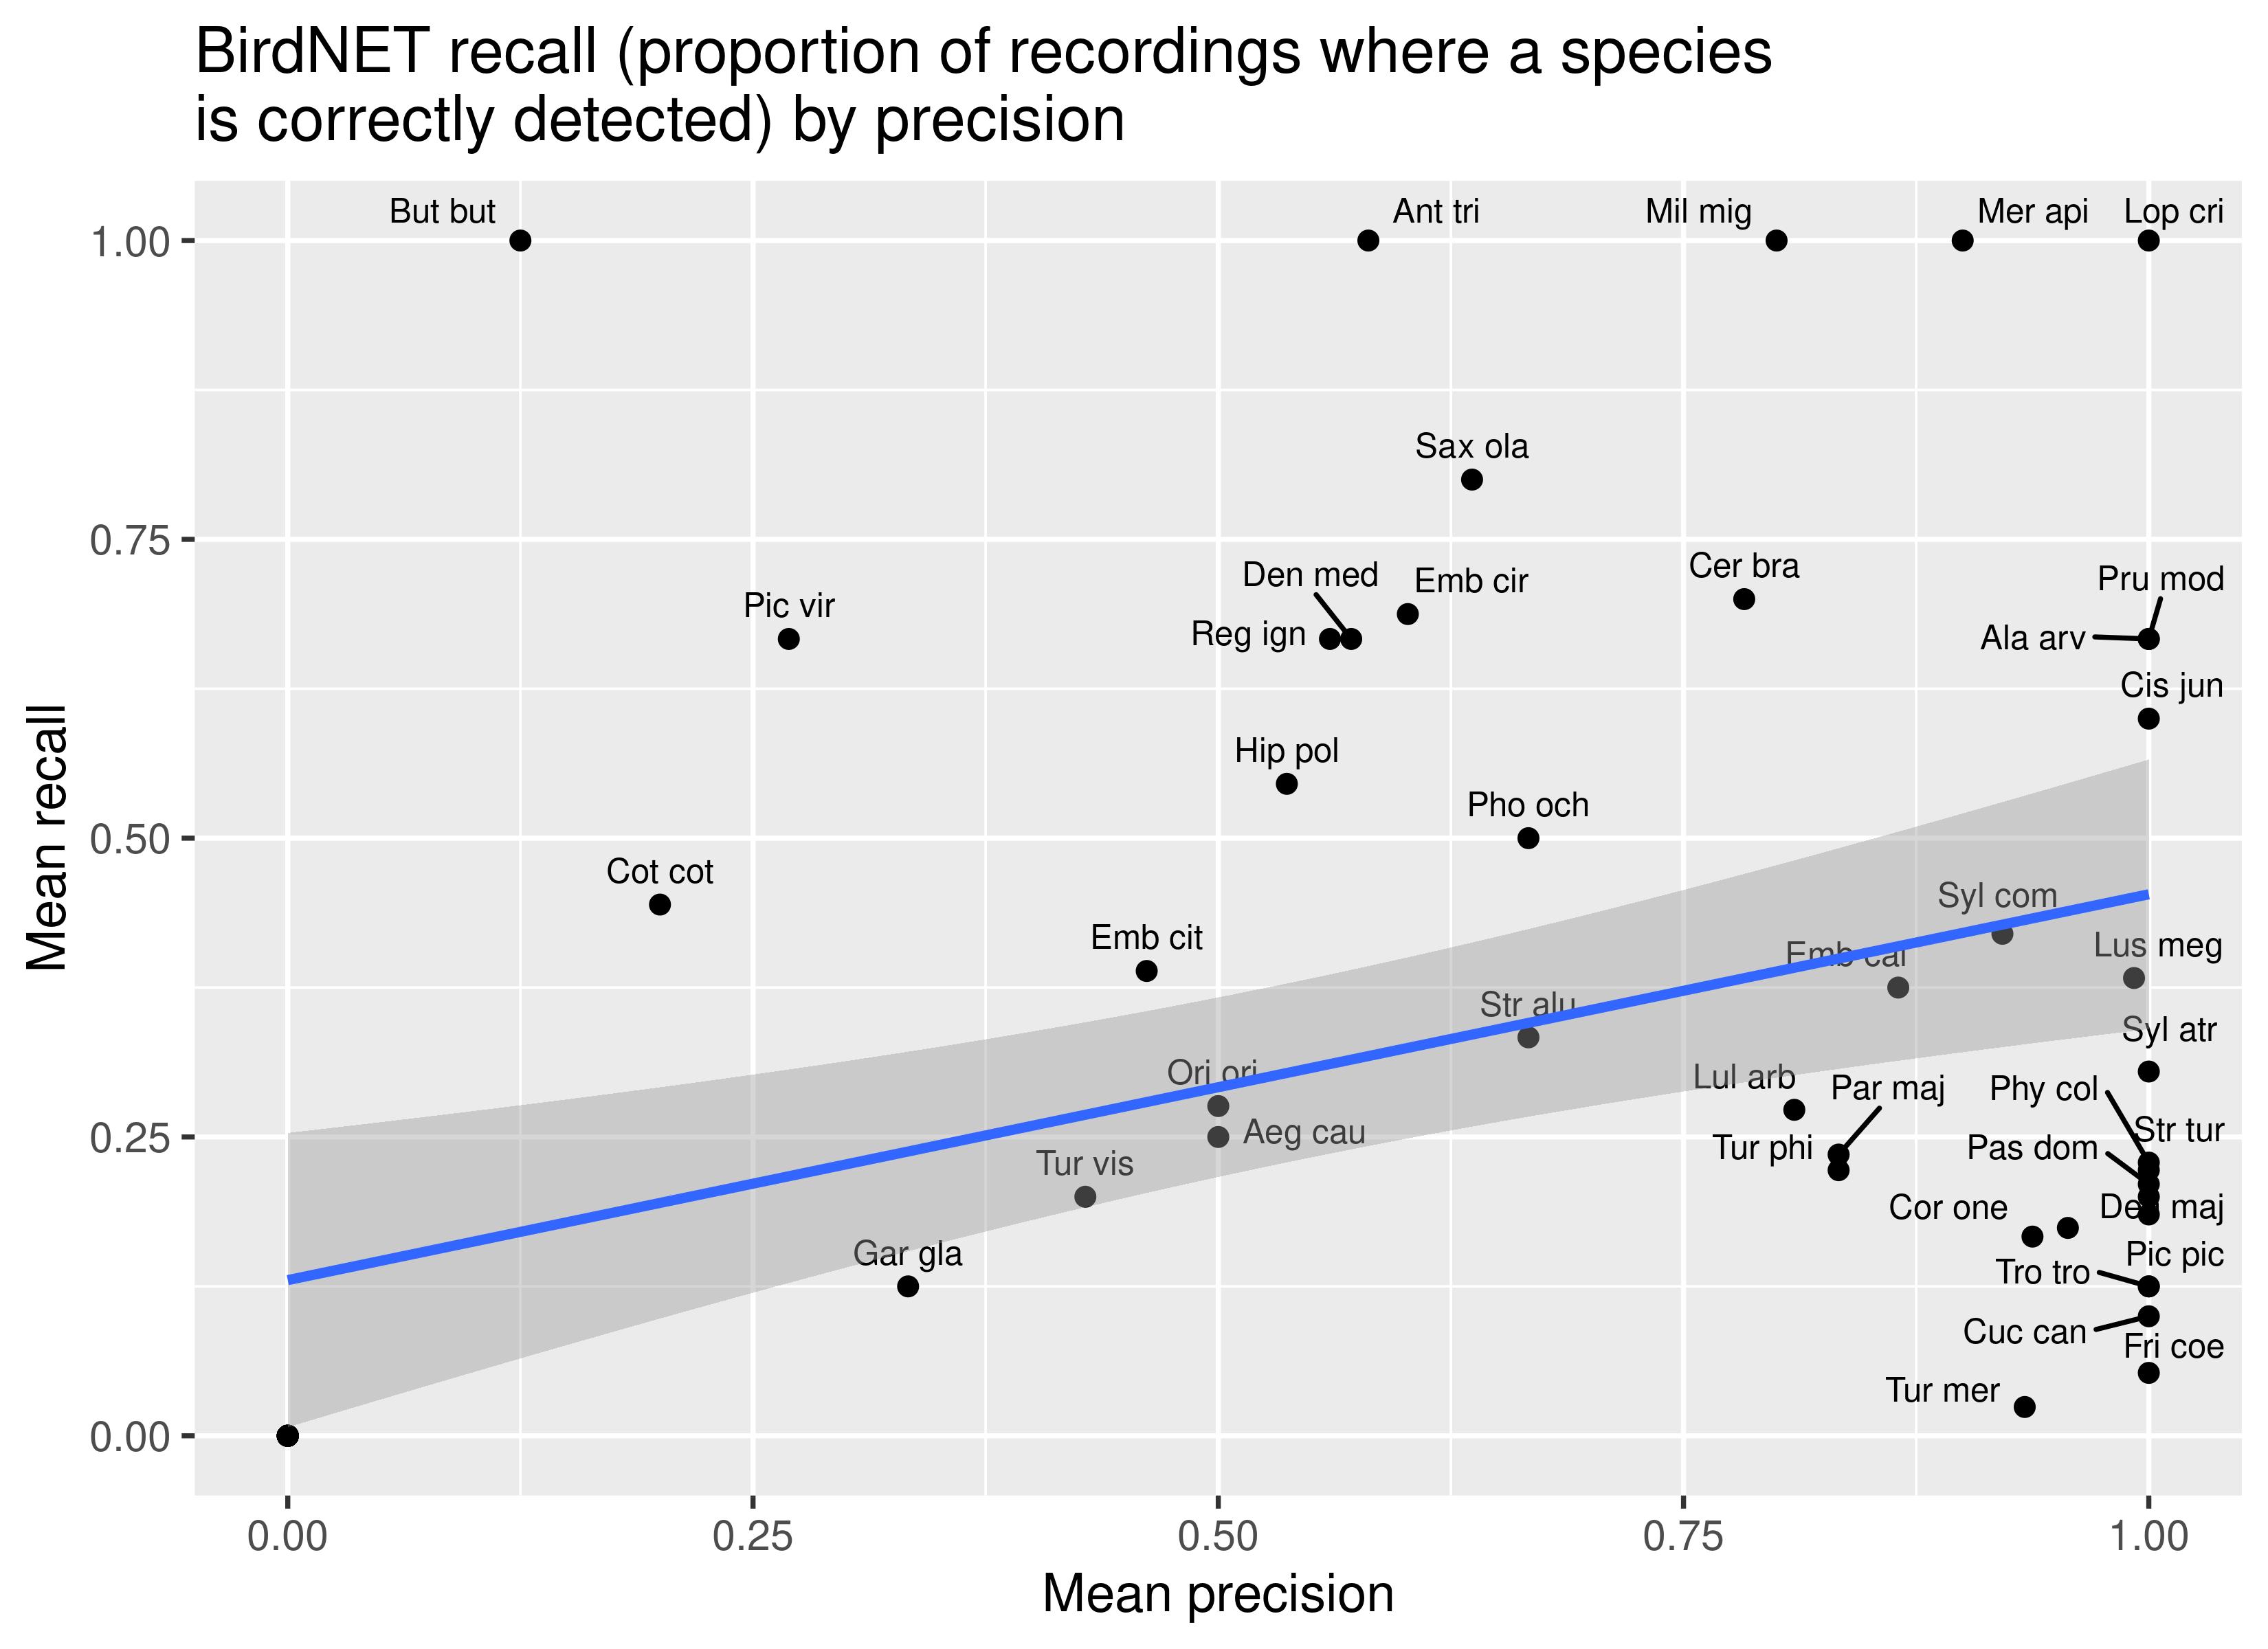 BirdNET recall (proportion of recordings where a species
is correctly detected) by precision
But but
Ant tri
Mil mig
Mer api
Lop cri
1.00
Sax ola
0.75
Den med
Emb cir
Cer bra
Pru mod
Pic vir
Reg ign
Ala arv
Cis jun
Hip pol
Pho och
0.50
Cot cot
Syl com
Emb cit
Emb cal
Lus meg
Str alu
Syl atr
Ori ori
Lul arb
Par maj
Phy col
0.25
Aeg cau
Str tur
Tur vis
Tur phi
Pas dom
Cor one
Den maj
Gar gla
Pic pic
Tro tro
Cuc can
Fri coe
Tur mer
0.00
0.00
0.25
0.50
0.75
1.00
Mean precision
Mean recall